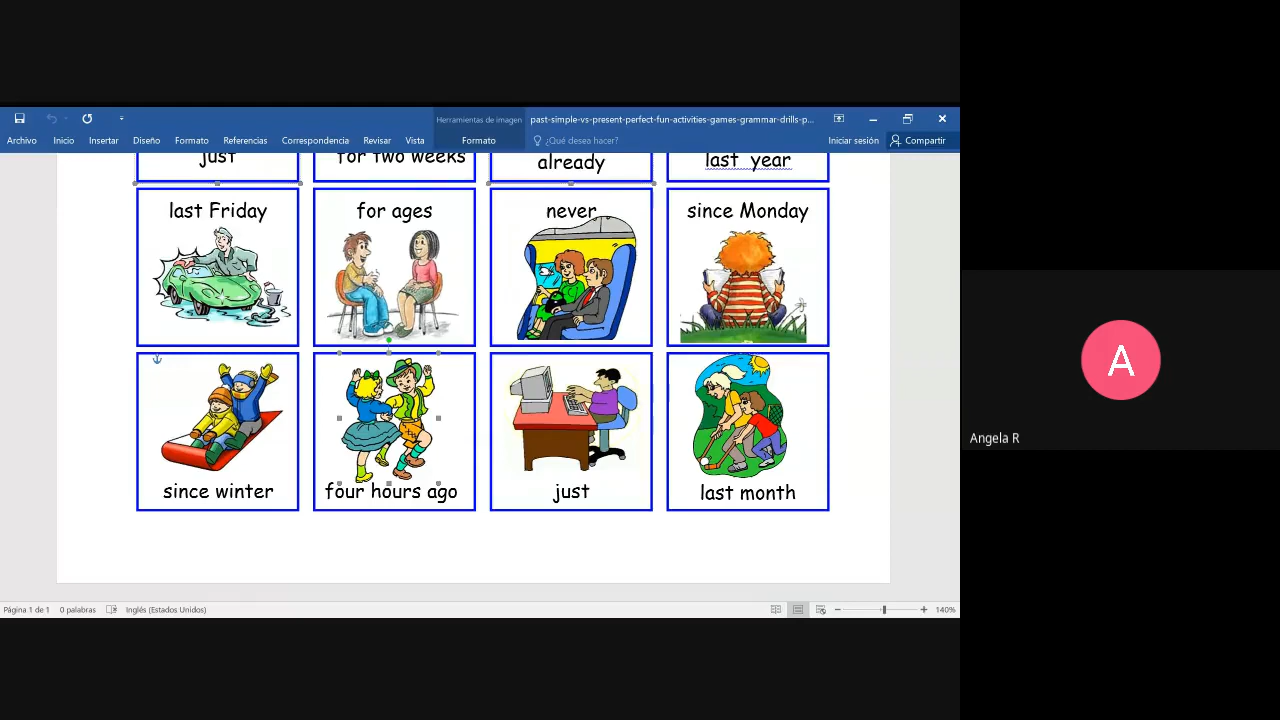 Herramientas de imagen
past-simple-vs-present-perfect-fun-activities-games-grammar-drills-p...
Archivo Inicio Insertar Diseño Formato Referencias Correspondencia Revisar Vista Formato ¿Qué desea hacer? Iniciar sesión Compartir
just for two weeks already last year
last Friday for ages never since Monday
since winter four hours ago just last month
A
Angela R
Página 1 de 1 0 palabras Inglés (Estados Unidos) 140%